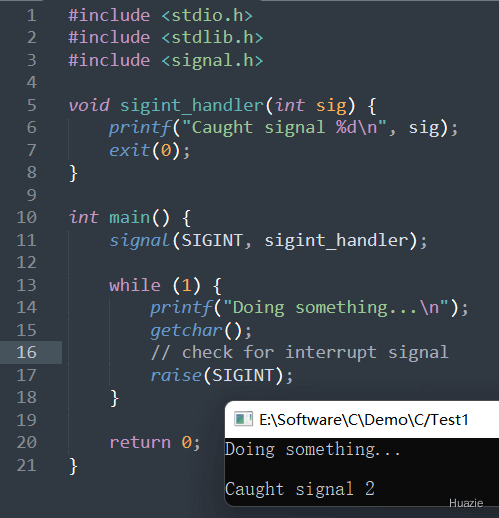 1 #include <stdio.h>
2 #include <stdlib.h>
3 #include <signal.h>
4
5 void sigint_handler(int sig) {
6     printf("Caught signal %d\n", sig);
7     exit(0);
8 }
9
10 int main() {
11     signal(SIGINT, sigint_handler);
12
13     while (1) {
14         printf("Doing something...\n");
15         getchar();
16         // check for interrupt signal
17         raise(SIGINT);
18     }
19
20     return 0;
21 }
E:\Software\C\Demo\C/Test1
Doing something...
Caught signal 2
Huazie